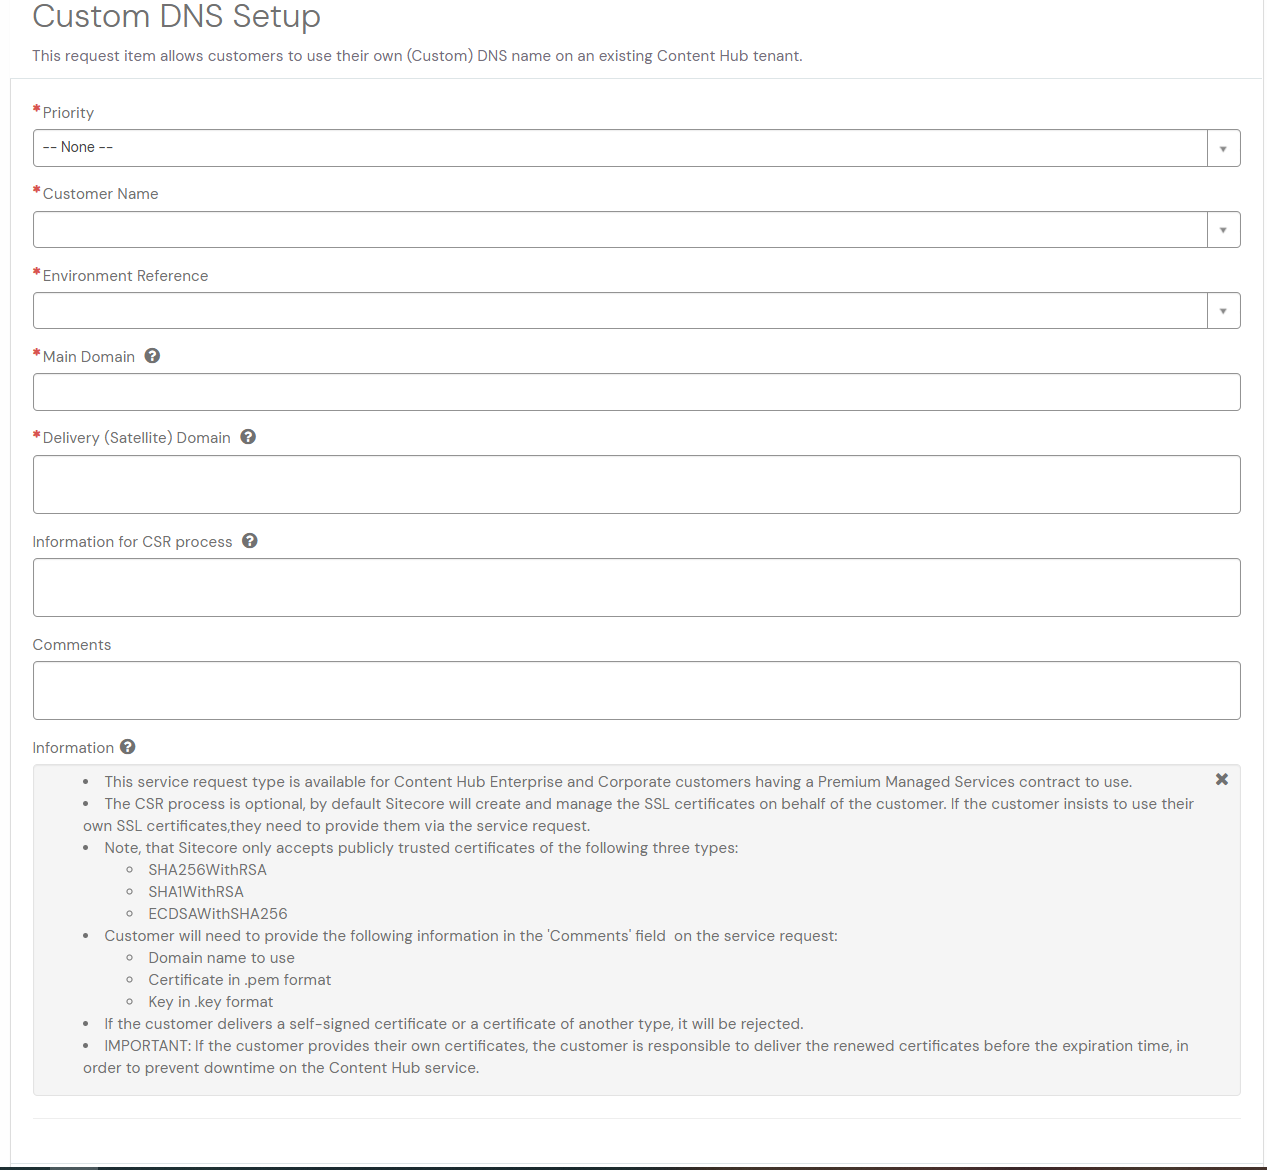 Custom DNS Setup
This request item allows customers to use their own (Custom) DNS name on an existing Content Hub tenant.
* Priority
-- None --
* Customer Name
* Environment Reference
* Main Domain
* Delivery (Satellite) Domain
Information for CSR process
Comments
Information
• This service request type is available for Content Hub Enterprise and Corporate customers having a Premium Managed Services contract to use.
• The CSR process is optional, by default Sitecore will create and manage the SSL certificates on behalf of the customer. If the customer insists to use their
own SSL certificates,they need to provide them via the service request.
• Note, that Sitecore only accepts publicly trusted certificates of the following three types:
◦ SHA256WithRSA
◦ SHA1WithRSA
◦ ECDSAWithSHA256
• Customer will need to provide the following information in the 'Comments' field  on the service request:
◦ Domain name to use
◦ Certificate in .pem format
◦ Key in .key format
• If the customer delivers a self-signed certificate or a certificate of another type, it will be rejected.
• IMPORTANT: If the customer provides their own certificates, the customer is responsible to deliver the renewed certificates before the expiration time, in
order to prevent downtime on the Content Hub service.